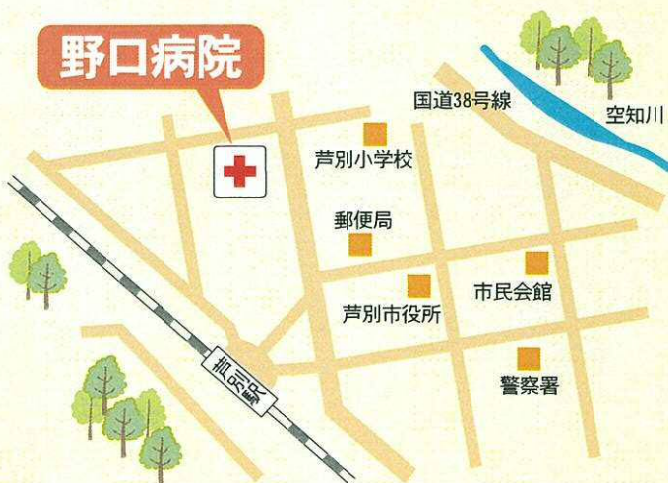 野口病院
国道38号線
空知川
芦別小学校
郵便局
芦別市役所
市民会館
警察署
芦別駅